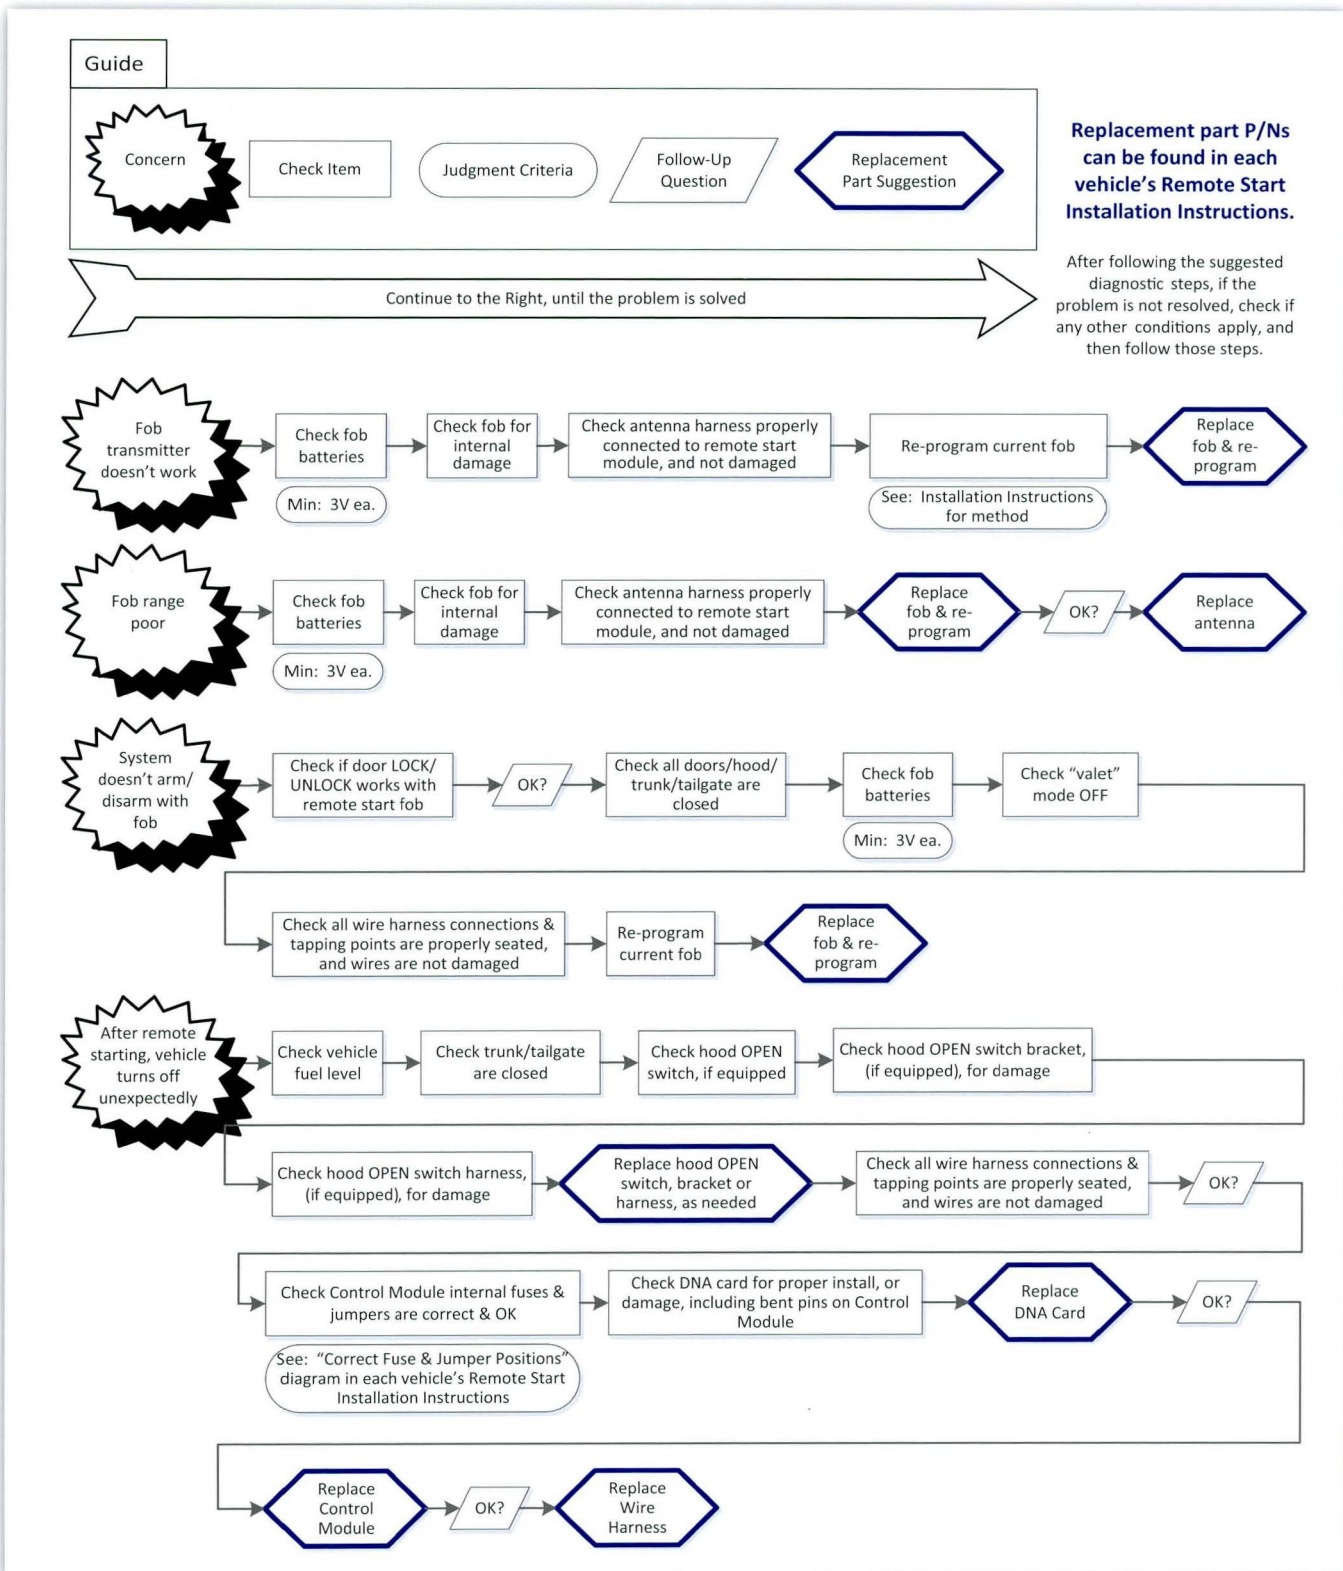 Guide
Concern
Check Item
Judgment Criteria
Follow-Up
Question
Replacement
Part Suggestion
Replacement part P/Ns
can be found in each
vehicle's Remote Start
Installation Instructions.
Continue to the Right, until the problem is solved
After following the suggested
diagnostic steps, if the
problem is not resolved, check if
any other conditions apply, and
then follow those steps.
Fob
transmitter
doesn't work
Check fob
batteries
Min: 3V ea.
Check fob for
internal
damage
Check antenna harness properly
connected to remote start
module, and not damaged
Re-program current fob
See: Installation Instructions
for method
Replace
fob & re-
program
Fob range
poor
Check fob
batteries
Min: 3V ea.
Check fob for
internal
damage
Check antenna harness properly
connected to remote start
module, and not damaged
Replace
fob & re-
program
OK?
Replace
antenna
System
doesn't arm/
disarm with
fob
Check if door LOCK/
UNLOCK works with
remote start fob
OK?
Check all doors/hood/
trunk/tailgate are
closed
Check fob
batteries
Min: 3V ea.
Check "valet"
mode OFF
Check all wire harness connections &
tapping points are properly seated,
and wires are not damaged
Re-program
current fob
Replace
fob & re-
program
After remote
starting, vehicle
turns off
unexpectedly
Check vehicle
fuel level
Check trunk/tailgate
are closed
Check hood OPEN
switch, if equipped
Check hood OPEN switch bracket,
(if equipped), for damage
Check hood OPEN switch harness,
(if equipped), for damage
Replace hood OPEN
switch, bracket or
harness, as needed
Check all wire harness connections &
tapping points are properly seated,
and wires are not damaged
OK?
Check Control Module internal fuses &
jumpers are correct & OK
See: "Correct Fuse & Jumper Positions"
diagram in each vehicle's Remote Start
Installation Instructions
Check DNA card for proper install, or
damage, including bent pins on Control
Module
Replace
DNA Card
OK?
Replace
Control
Module
OK?
Replace
Wire
Harness